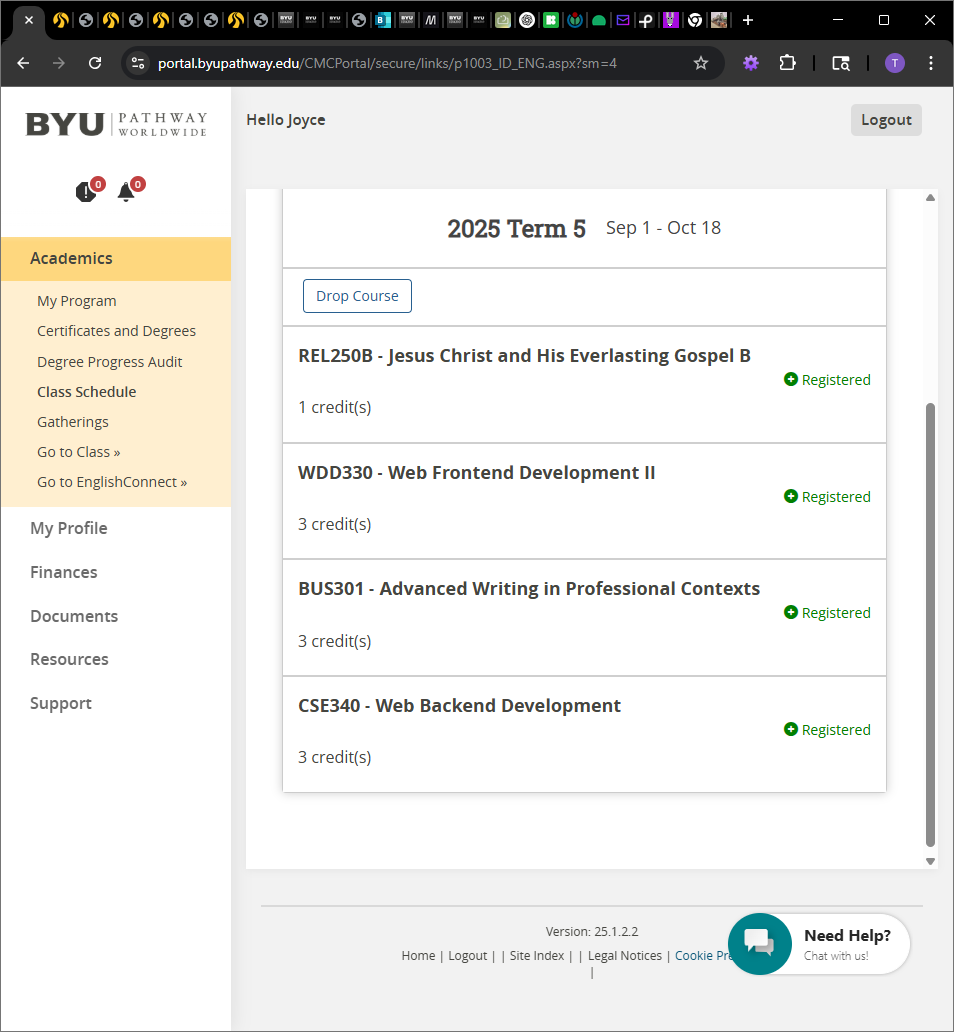 portal.byupathway.edu/CMCPortal/secure/links/p1003_ID_ENG.aspx?sm=4
T
BYU PATHWAY WORLDWIDE
Hello Joyce
Logout
0
0
Academics
My Program
Certificates and Degrees
Degree Progress Audit
Class Schedule
Gatherings
Go to Class »
Go to EnglishConnect »
My Profile
Finances
Documents
Resources
Support
2025 Term 5 Sep 1 - Oct 18
Drop Course
REL250B - Jesus Christ and His Everlasting Gospel B
Registered
1 credit(s)
WDD330 - Web Frontend Development II
Registered
3 credit(s)
BUS301 - Advanced Writing in Professional Contexts
Registered
3 credit(s)
CSE340 - Web Backend Development
Registered
3 credit(s)
Version: 25.1.2.2
Home | Logout | | Site Index | | Legal Notices | Cookie Pre
|
Need Help?
Chat with us!